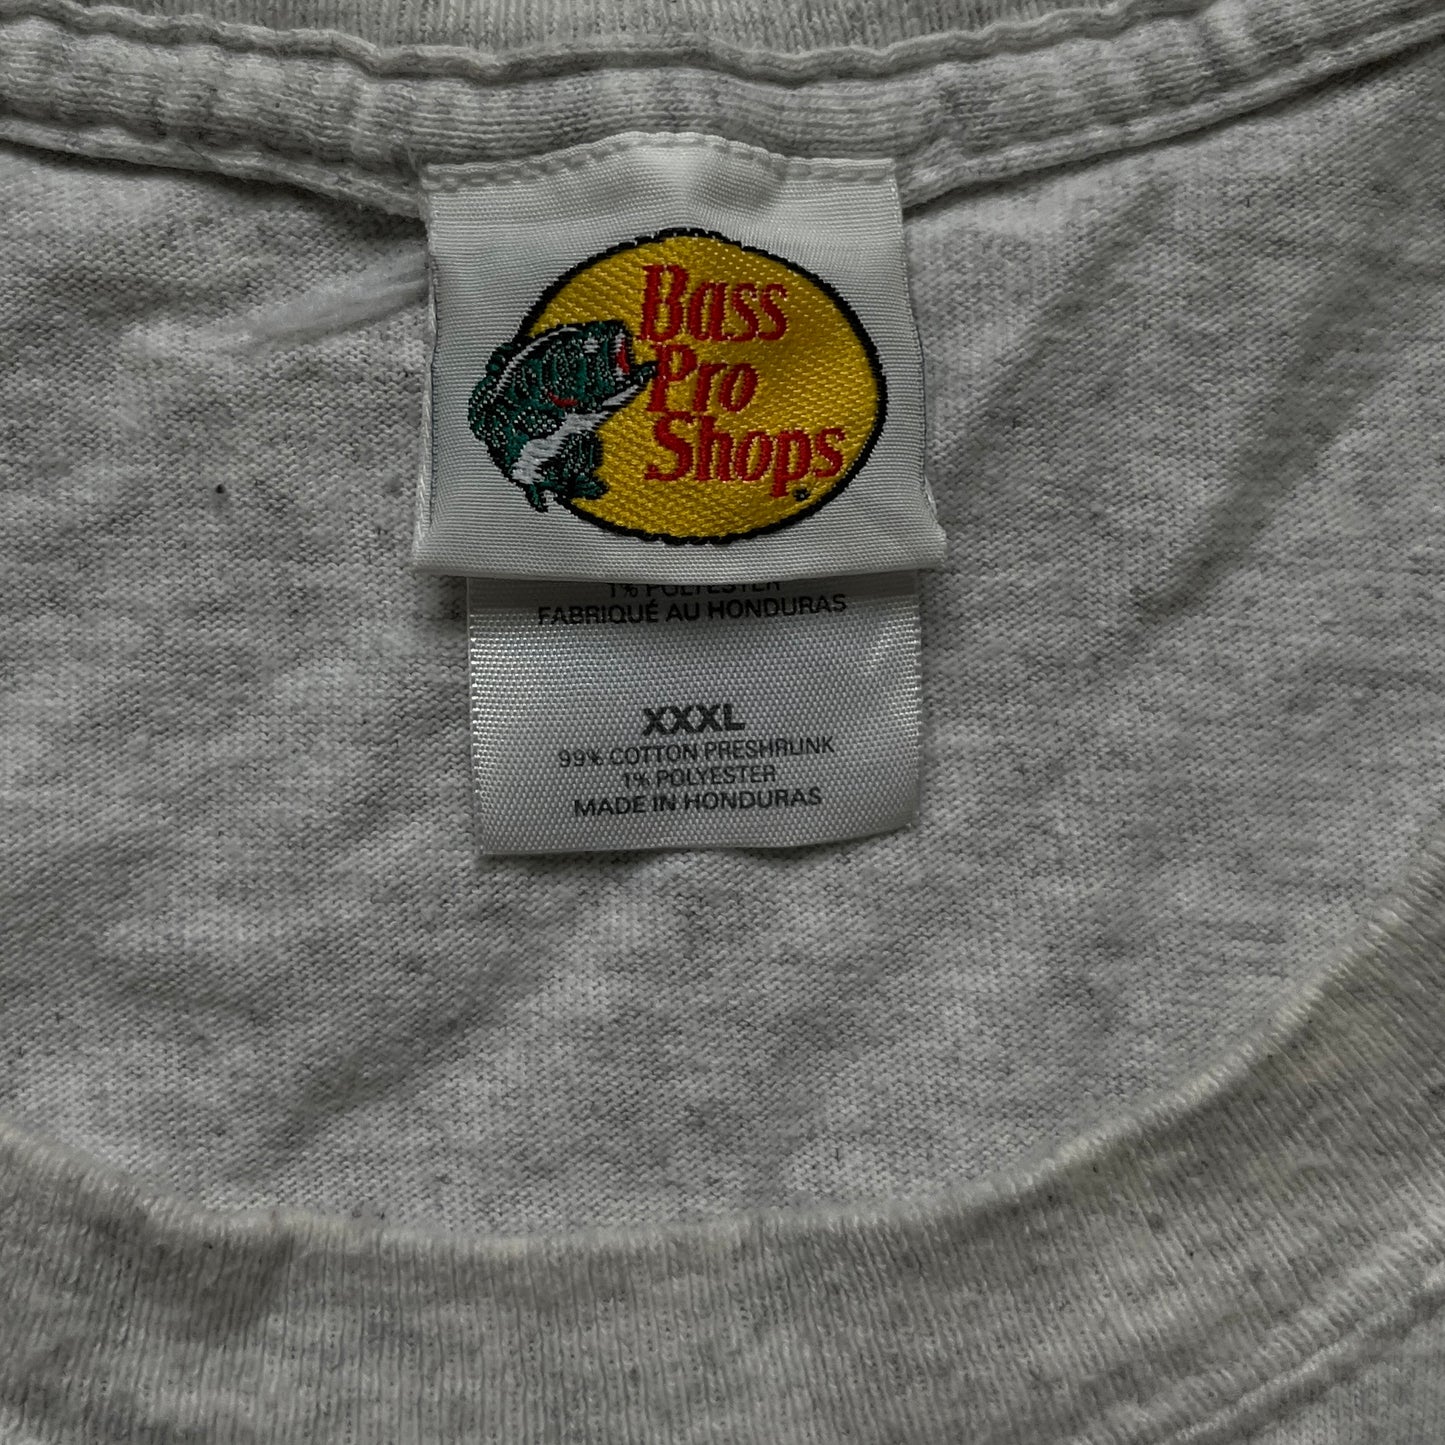 Bass
Pro
Shops
1% POLYESTER
FABRIQUÉ AU HONDURAS
XXXL
99% COTTON PRESHRUNK
1% POLYESTER
MADE IN HONDURAS